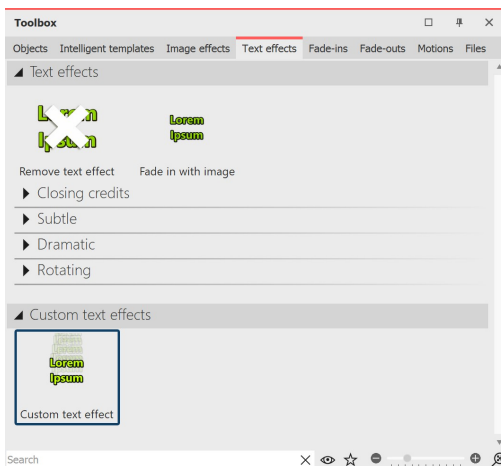 Toolbox
Objects Intelligent templates Image effects Text effects Fade-ins Fade-outs Motions Files
Text effects
Lorem
Ipsum
Lorem
Ipsum
Remove text effect Fade in with image
Closing credits
Subtle
Dramatic
Rotating
Custom text effects
Lorem
Ipsum
Custom text effect
Search